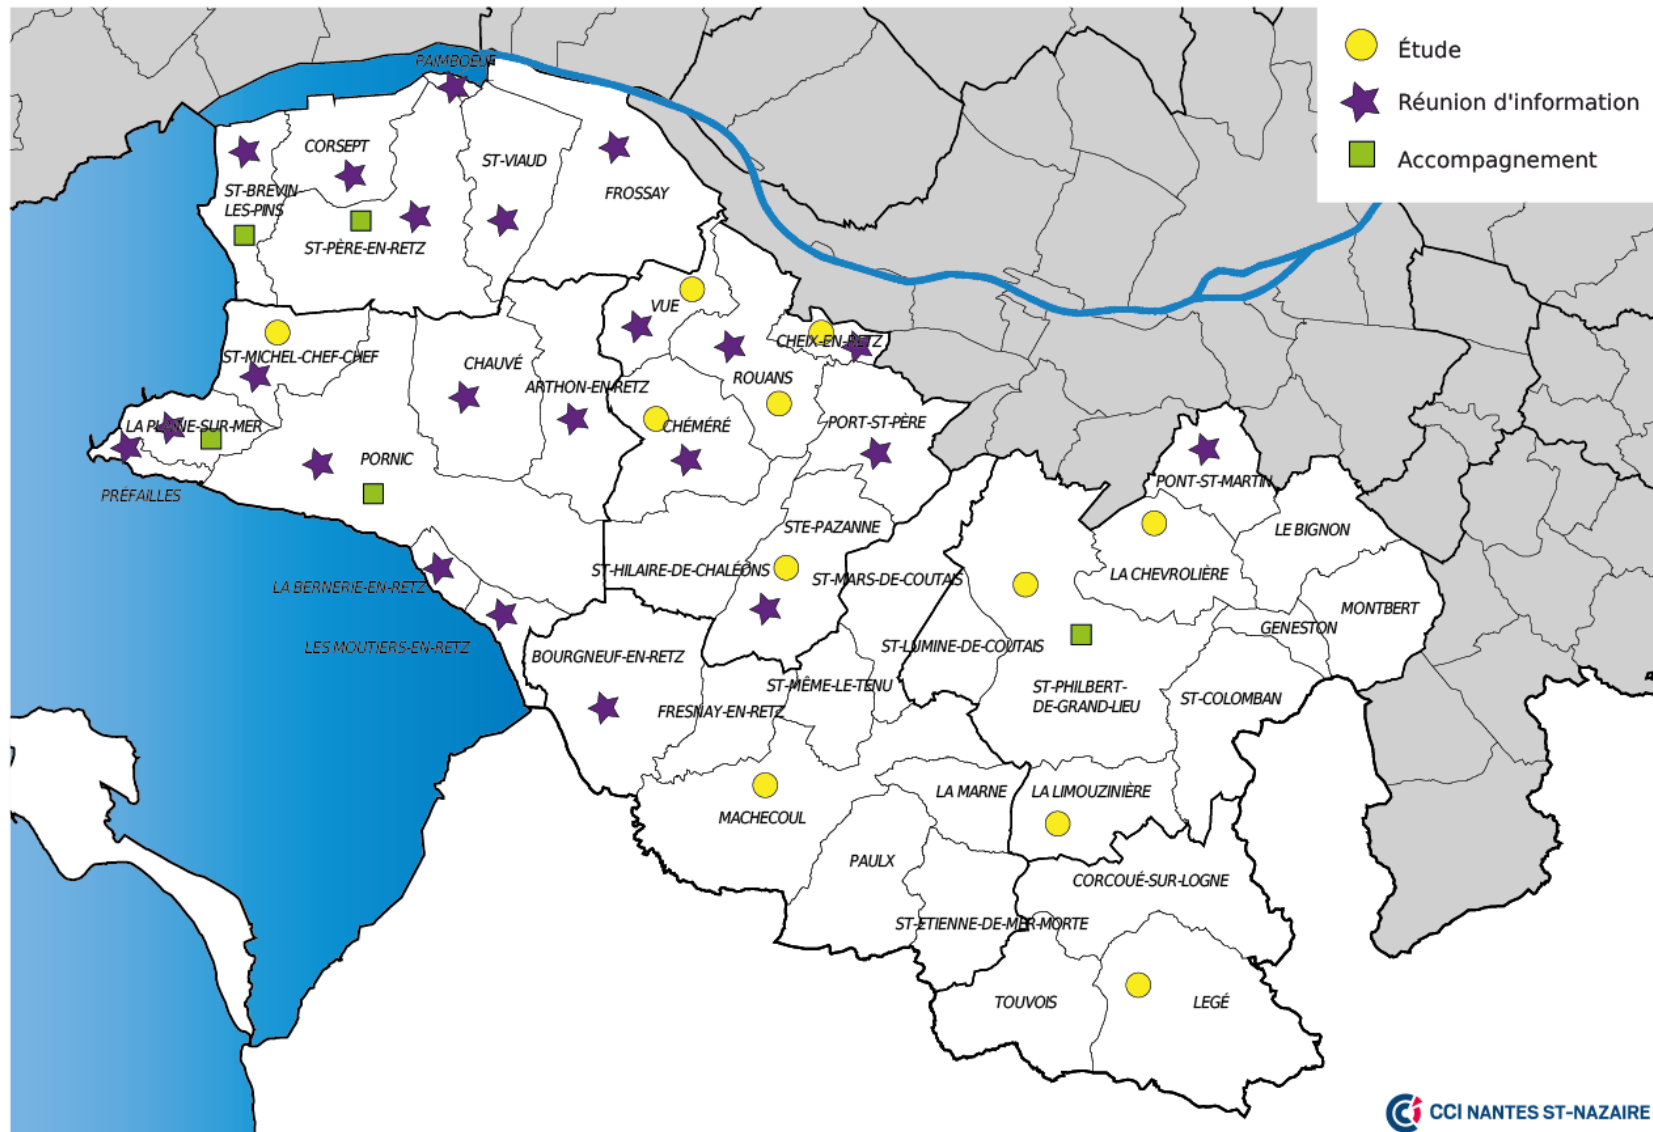 Étude
Réunion d'information
Accompagnement
PAIMBOEUF
CORSEPT
ST-VIAUD
ST-BREVIN
LES-PINS
FROSSAY
ST-PÈRE-EN-RETZ
VUE
CHEIX-EN-RETZ
ST-MICHEL-CHEF-CHEF
CHAUVÉ
ROUANS
ARTHON-EN-RETZ
LA PLAINE-SUR-MER
CHÉMÉRÉ
PORT-ST-PÈRE
PORNIC
PRÉFAILLES
PONT-ST-MARTIN
STE-PAZANNE
LE BIGNON
ST-HILAIRE-DE-CHALÉONS
ST-MARS-DE-COUTAIS
LA CHEVROLIÈRE
LA BERNERIE-EN-RETZ
MONTBERT
GENESTON
LES MOUTIERS-EN-RETZ
BOURGNEUF-EN-RETZ
ST-LUMINE-DE-COUTAIS
ST-MÊME-LE-TENU
ST-PHILBERT-
DE-GRAND-LIEU
ST-COLOMBAN
FRESNAY-EN-RETZ
LA MARNE
LA LIMOUZINIÈRE
MACHECOUL
PAULX
CORCOUÉ-SUR-LOGNE
ST-ETIENNE-DE-MER-MORTE
TOUVOIS
LEGÉ
CCI NANTES ST-NAZAIRE